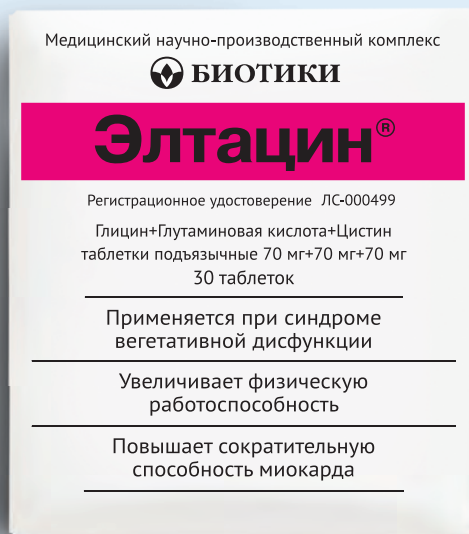 Медицинский научно-производственный комплекс
БИОТИКИ
Элтацин®
Регистрационное удостоверение ЛС-000499
Глицин+Глутаминовая кислота+Цистин
таблетки подъязычные 70 мг+70 мг+70 мг
30 таблеток
Применяется при синдроме
вегетативной дисфункции
Увеличивает физическую
работоспособность
Повышает сократительную
способность миокарда